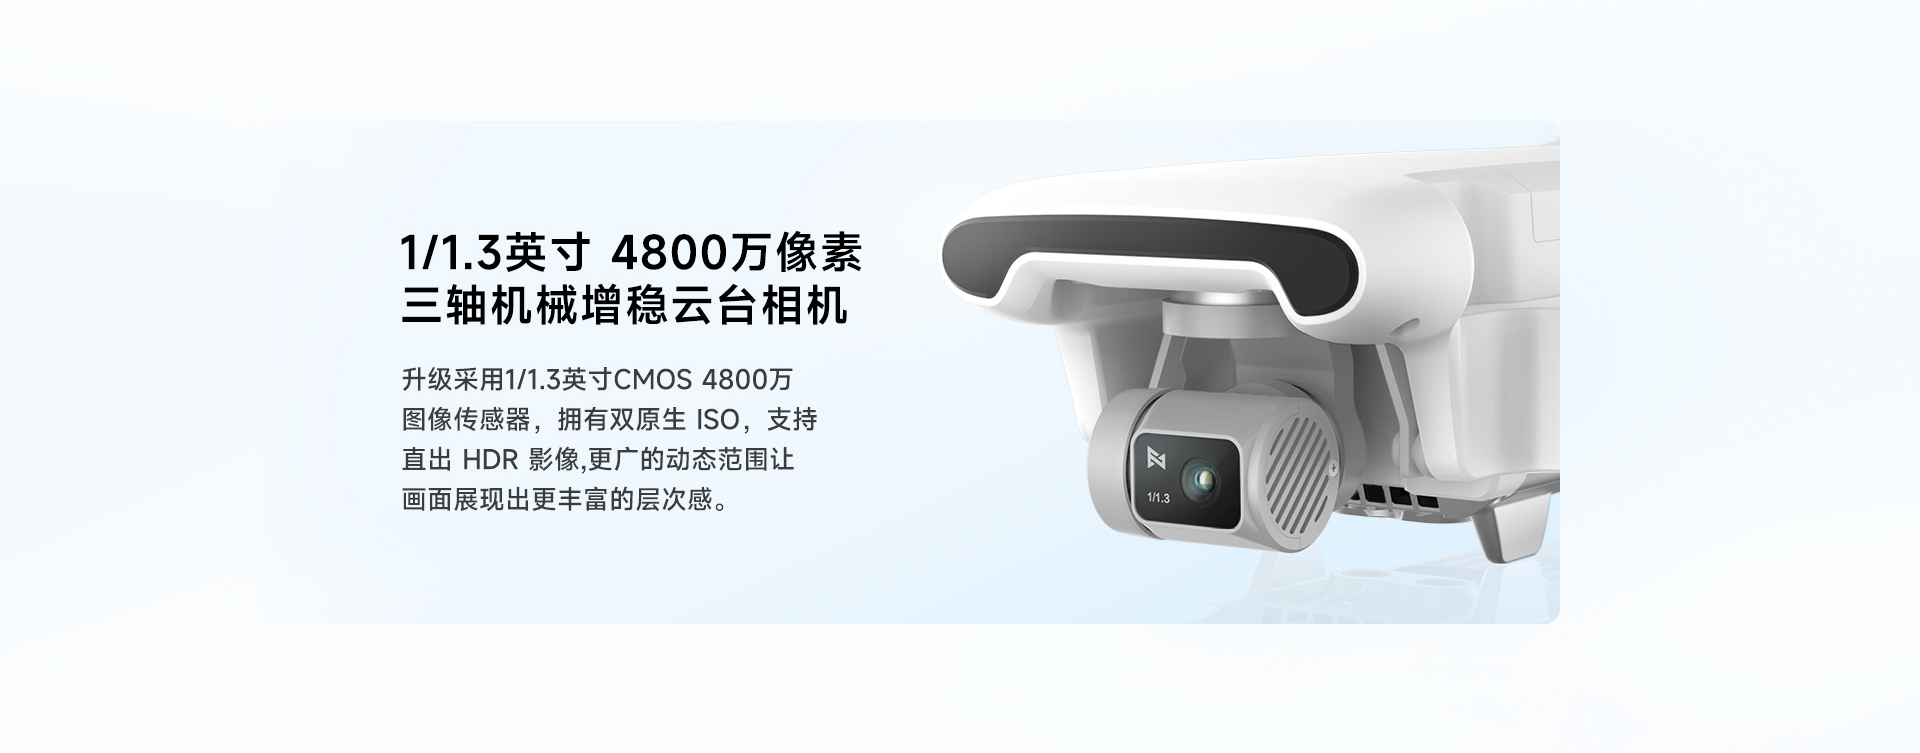 1/1.3英寸 4800万像素
三轴机械增稳云台相机
升级采用1/1.3英寸CMOS 4800万
图像传感器，拥有双原生 ISO，支持
直出 HDR 影像,更广的动态范围让
画面展现出更丰富的层次感。
1/1.3